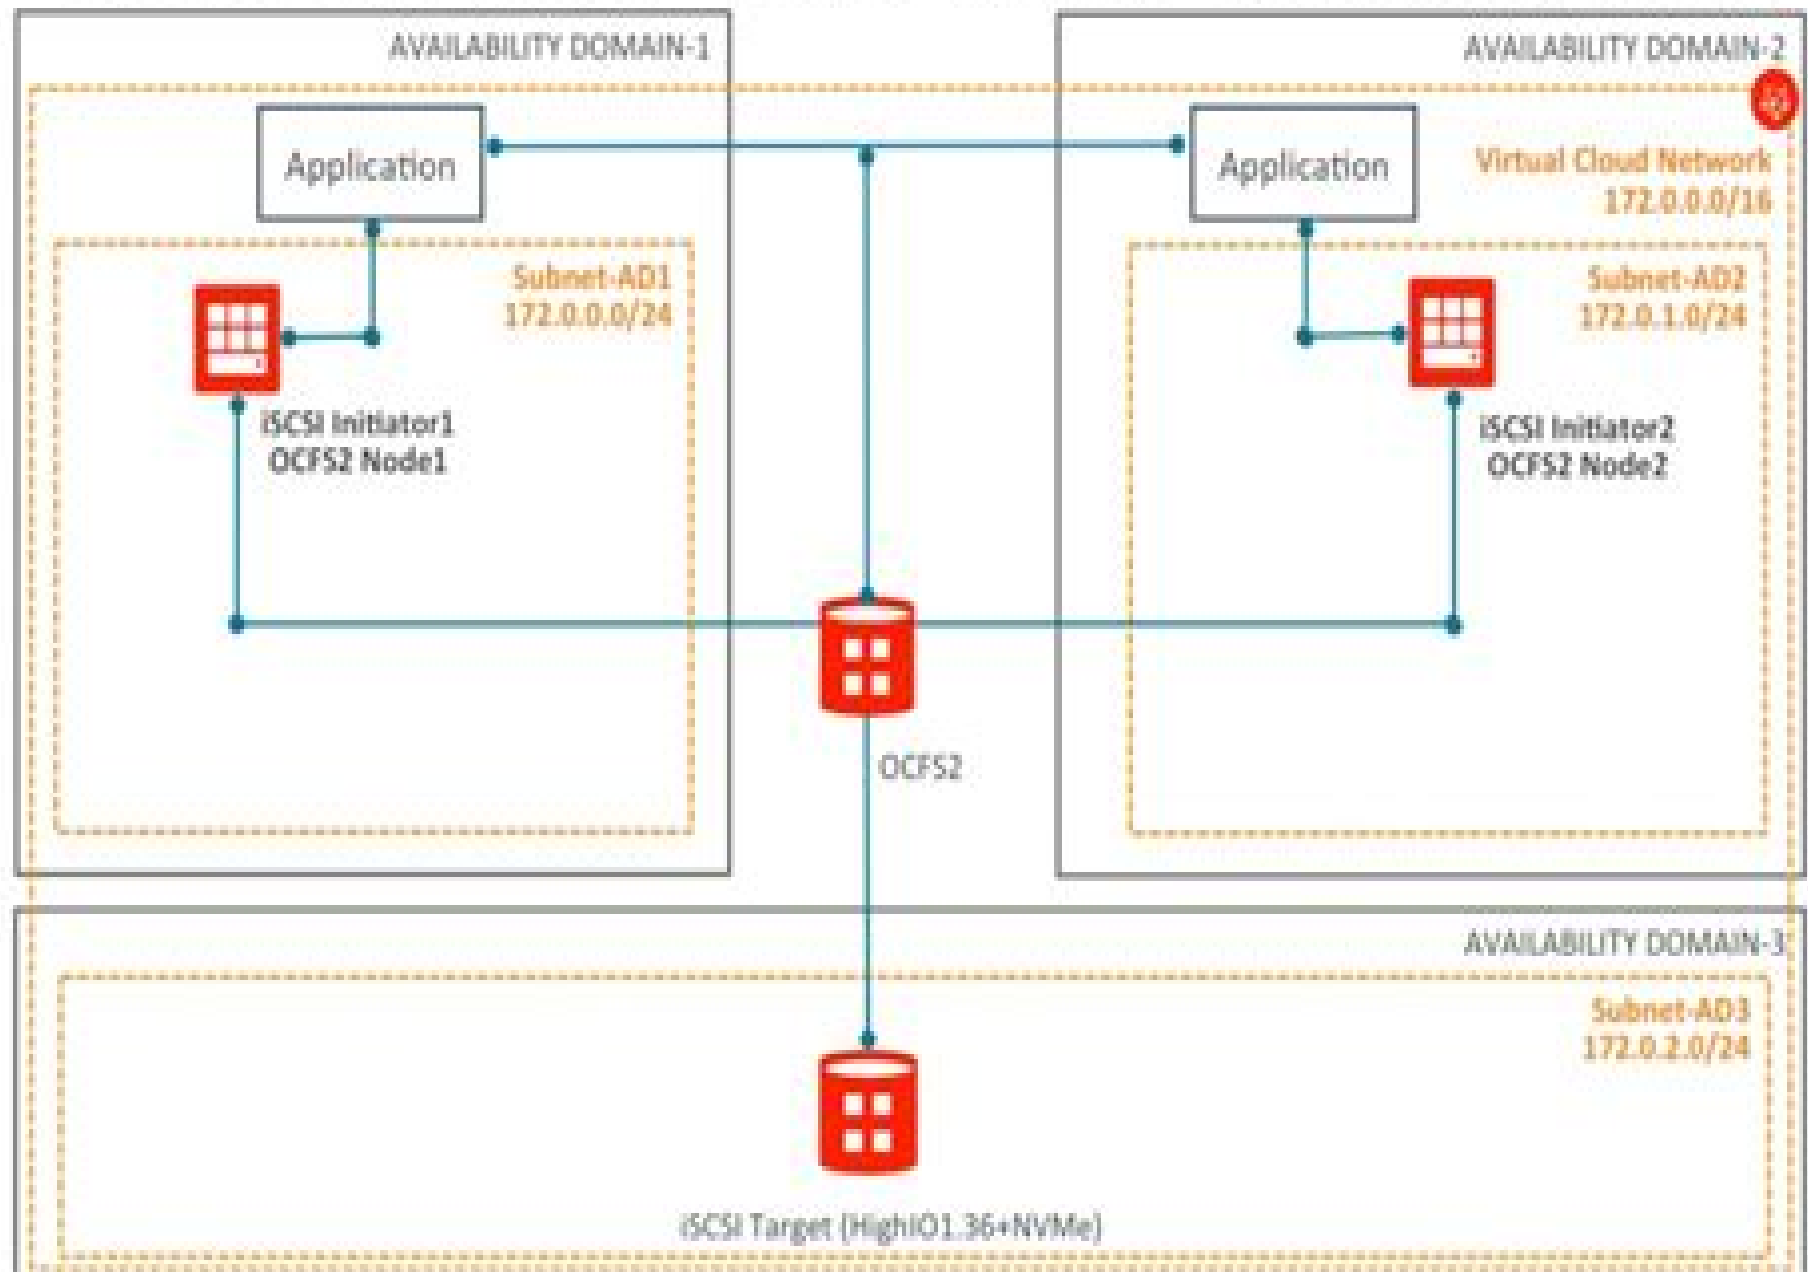 AVAILABILITY DOMAIN-1
AVAILABILITY DOMAIN-2
Application
Application
Virtual Cloud Network
172.0.0.0/16
Subnet-AD1
172.0.0.0/24
Subnet-AD2
172.0.1.0/24
iSCSI Initiator1
OCFS2 Node1
iSCSI Initiator2
OCFS2 Node2
OCFS2
AVAILABILITY DOMAIN-3
Subnet-AD3
172.0.2.0/24
iSCSI Target (HighIO1.36+NVMe)